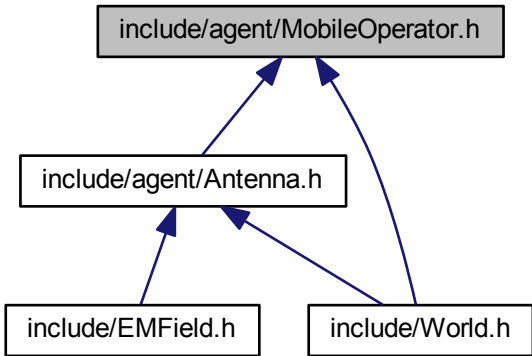 include/agent/MobileOperator.h
include/agent/Antenna.h
include/EMField.h
include/World.h